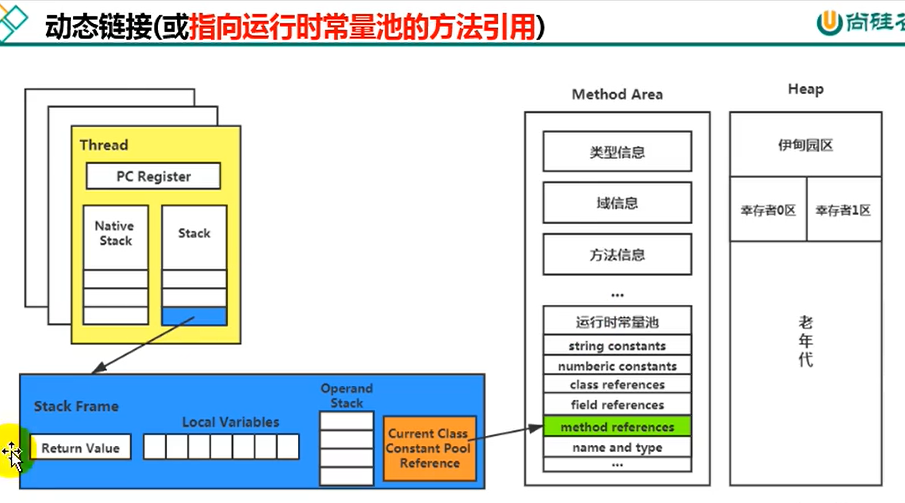 动态链接(或指向运行时常量池的方法引用)
尚硅
Method Area
Heap
Thread
PC Register
Native
Stack
Stack
类型信息
域信息
方法信息
...
运行时常量池
string constants
numberic constants
class references
field references
method references
name and type
...
伊甸园区
幸存者0区
幸存者1区
老
年
代
Stack Frame
Return Value
Local Variables
Operand
Stack
Current Class
Constant Pool
Reference